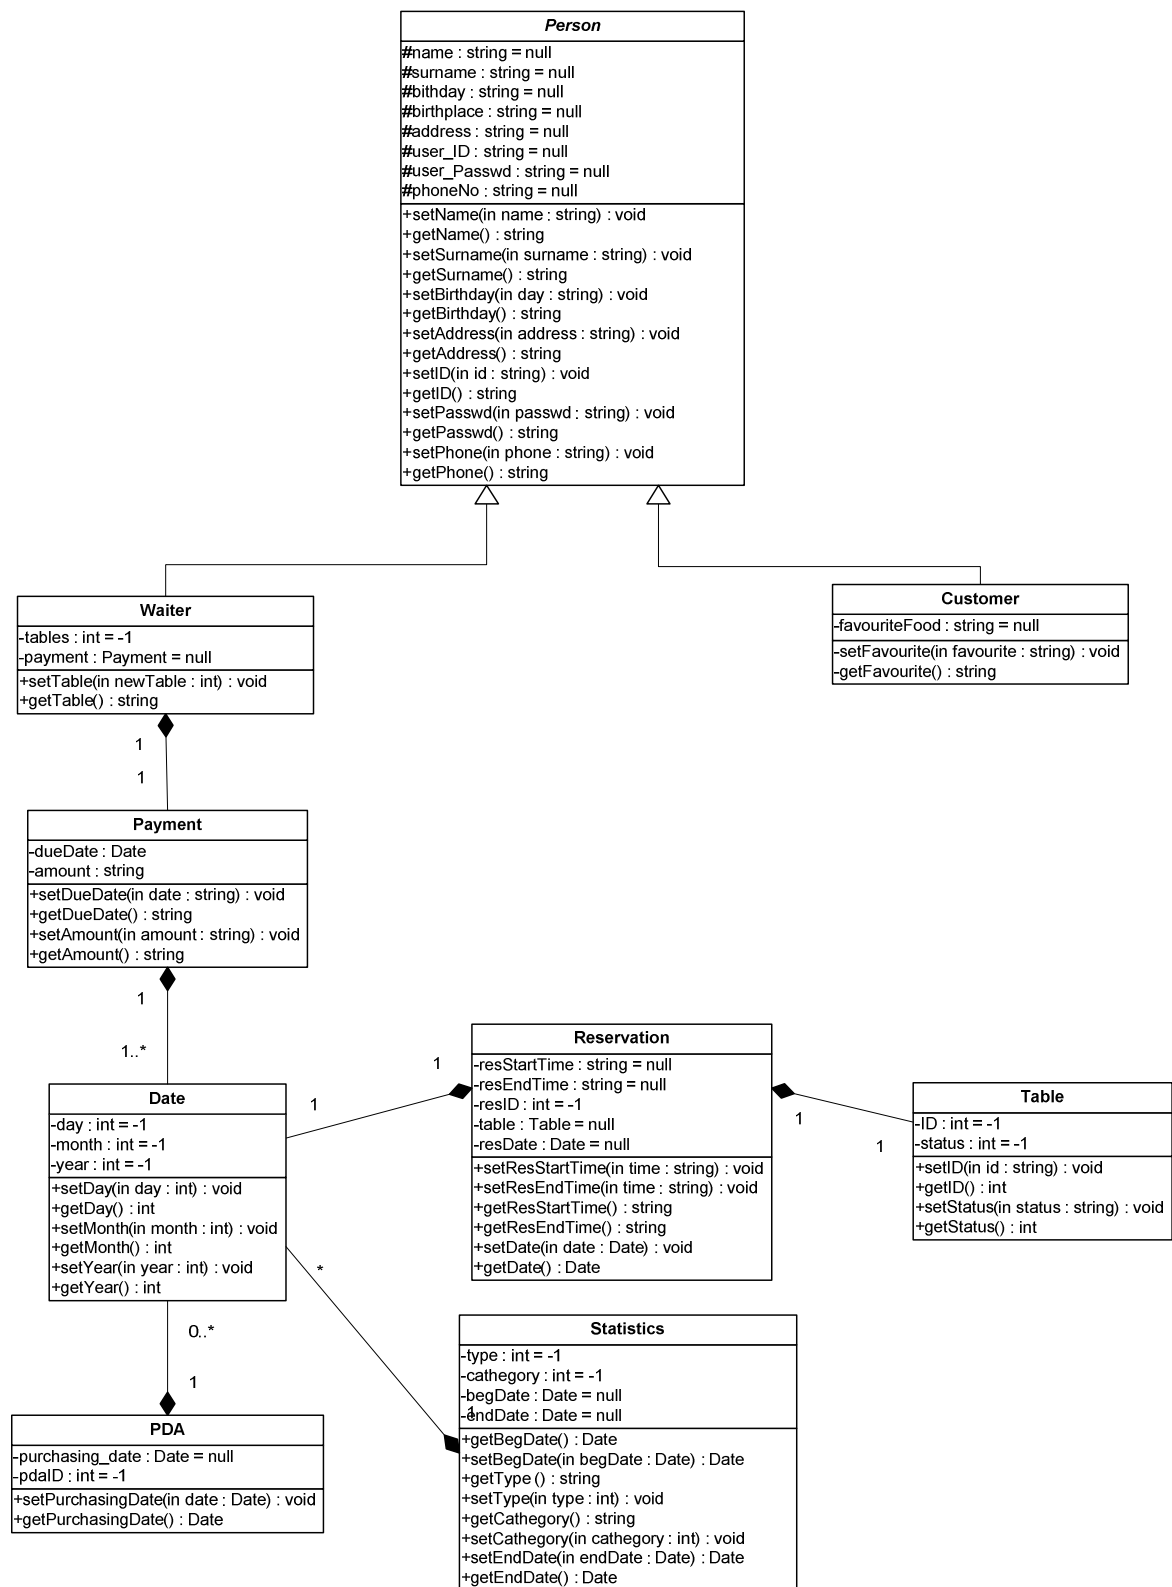 Person
#name : string = null
#surname : string = null
#bithday : string = null
#birthplace : string = null
#address : string = null
#user_ID : string = null
#user_Passwd : string = null
#phoneNo : string = null
+setName(in name : string) : void
+getName() : string
+setSurname(in surname : string) : void
+getSurname() : string
+setBirthday(in day : string) : void
+getBirthday() : string
+setAddress(in address : string) : void
+getAddress() : string
+setID(in id : string) : void
+getID() : string
+setPasswd(in passwd : string) : void
+getPasswd() : string
+setPhone(in phone : string) : void
+getPhone() : string
Waiter
-tables : int = -1
-payment : Payment = null
+setTable(in newTable : int) : void
+getTable() : string
Customer
-favouriteFood : string = null
-setFavourite(in favourite : string) : void
-getFavourite() : string
1
1
Payment
-dueDate : Date
-amount : string
+setDueDate(in date : string) : void
+getDueDate() : string
+setAmount(in amount : string) : void
+getAmount() : string
1
1..*
Date
-day : int = -1
-month : int = -1
-year : int = -1
+setDay(in day : int) : void
+getDay() : int
+setMonth(in month : int) : void
+getMonth() : int
+setYear(in year : int) : void
+getYear() : int
1
1
Reservation
-resStartTime : string = null
-resEndTime : string = null
-resID : int = -1
-table : Table = null
-resDate : Date = null
+setResStartTime(in time : string) : void
+setResEndTime(in time : string) : void
+getResStartTime() : string
+getResEndTime() : string
+setDate(in date : Date) : void
+getDate() : Date
1
1
Table
-ID : int = -1
-status : int = -1
+setID(in id : string) : void
+getID() : int
+setStatus(in status : string) : void
+getStatus() : int
*
1
Statistics
-type : int = -1
-cathegory : int = -1
-begDate : Date = null
-endDate : Date = null
+getBegDate() : Date
+setBegDate(in begDate : Date) : Date
+getType () : string
+setType(in type : int) : void
+getCathegory() : string
+setCathegory(in cathegory : int) : void
+setEndDate(in endDate : Date) : Date
+getEndDate() : Date
0..*
1
PDA
-purchasing_date : Date = null
-pdaID : int = -1
+setPurchasingDate(in date : Date) : void
+getPurchasingDate() : Date